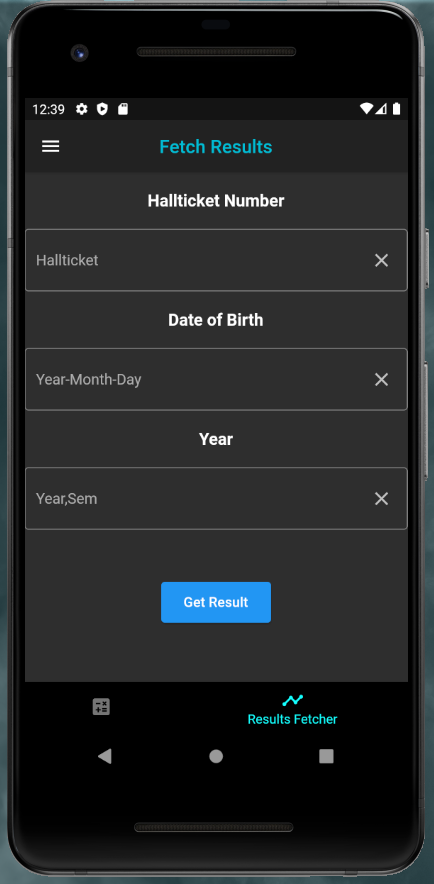 12:39
Fetch Results
Hallticket Number
Hallticket
Date of Birth
Year-Month-Day
Year
Year,Sem
Get Result
Results Fetcher